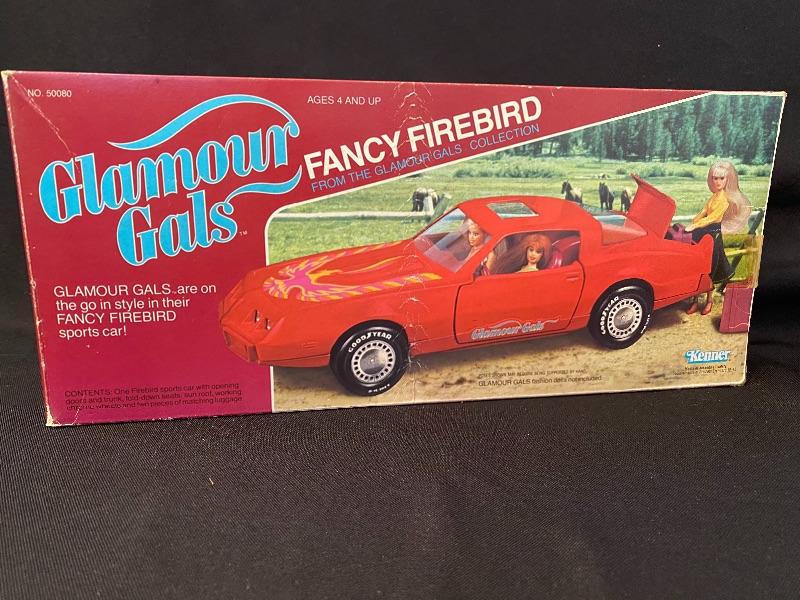 NO. 50080
AGES 4 AND UP
Glamour
Gals™
FANCY FIREBIRD
FROM THE GLAMOUR GALS COLLECTION
GLAMOUR GALS™ are on
the go in style in their
FANCY FIREBIRD
sports car!
GOODYEAR
GOODYEAR
Glamour Gals
CONTENTS: One Firebird sports car with opening
doors and trunk, fold-down seats, sun roof, working
wheels and two pieces of matching luggage
GLAMOUR GALS fashion dolls not included.
Kenner